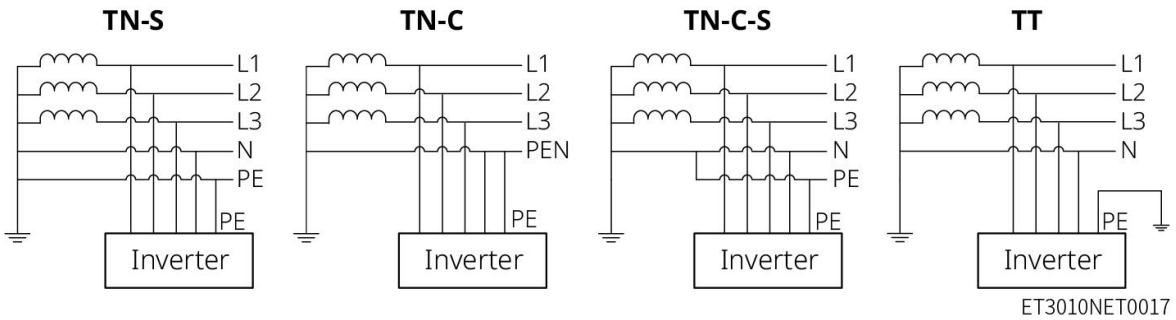 TN-S
L1
L2
L3
N
PE
PE
Inverter
TN-C
L1
L2
L3
PEN
PE
Inverter
TN-C-S
L1
L2
L3
N
PE
PE
Inverter
TT
L1
L2
L3
N
PE
Inverter
ET3010NET0017